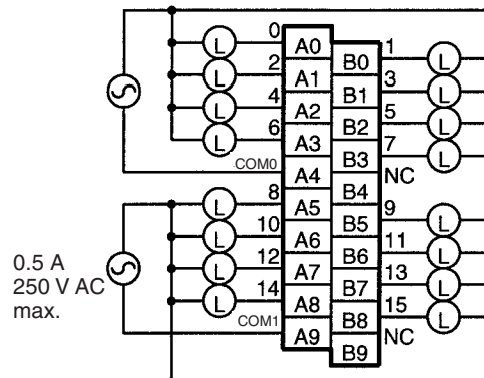 0 A0 1
L B0 L
2 A1 3
L B1 L
4 A2 5
L B2 L
6 A3 7
L B3 L
COM0 A4 NC
B4
8 A5 9
L B5 L
10 A6 11
L B6 L
12 A7 13
L B7 L
14 A8 15
L B8 L
COM1 A9 NC
B9
0.5 A
250 V AC
max.